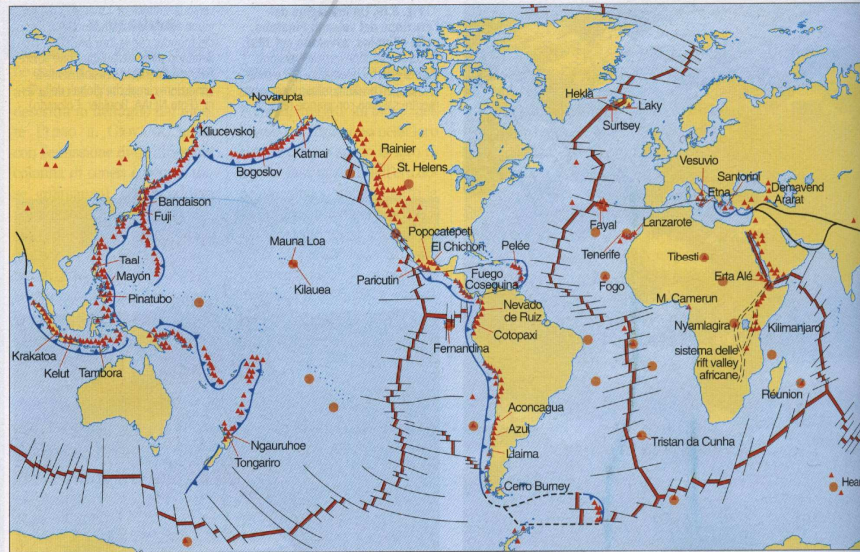 Novarupta
Kliucevskoj
Katmai
Bogoslov
Rainier
St. Helens
Hekla
Laky
Surtsey
Vesuvio
Santorini
Etna
Demavend
Ararat
Bandaison
Fuji
Popocatepetl
El Chichon
Pelée
Fayal
Lanzarote
Tenerife
Tibesti
Mauna Loa
Kilauea
Taal
Mayon
Pinatubo
Paricutin
Fuego
Coseguina
Fogo
Erta Alé
M. Camerun
Nevado
de Ruiz
Cotopaxi
Fernandina
Nyamlagira
Kilimanjaro
sistema delle
rift valley
africane
Krakatoa
Kelut
Tambora
Réunion
Aconcagua
Azul
Llaima
Cerro Burney
Tristan da Cunha
Ngauruhoe
Tongariro
Hear